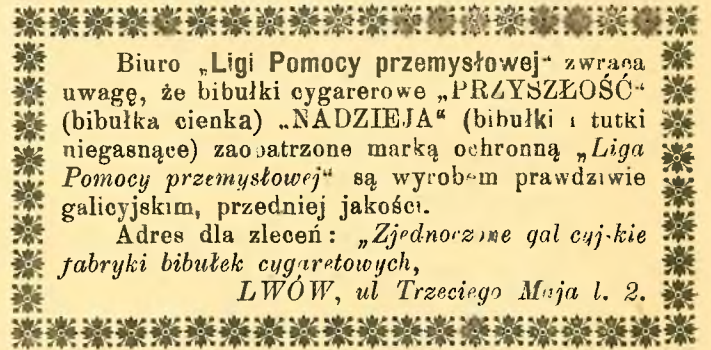 Biuro „Ligi Pomocy przemysłowej“ zwraca
uwagę, że bibułki cygarerowe „PRZYSZŁOŚĆ“
(bibułka cienka) „NADZIEJA“ (bibułki i tutki
niegasnące) zaopatrzone marką ochronną „Liga
Pomocy przemysłowej“ są wyrobem prawdziwie
galicyjskim, przedniej jakości.
Adres dla zleceń: „Zjednoczone galicyjskie
fabryki bibułek cygaretowych,
LWÓW, ul Trzeciego Maja l. 2.